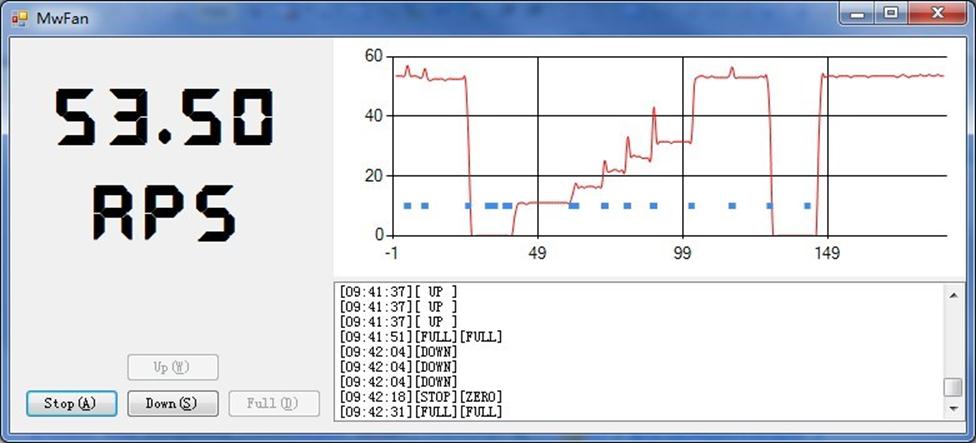 MwFan
53.50
RPS
60
40
20
0
-1 49 99 149
[09:41:37][ UP ]
[09:41:37][ UP ]
[09:41:37][ UP ]
[09:41:51][FULL][FULL]
[09:42:04][DOWN]
[09:42:04][DOWN]
[09:42:04][DOWN]
[09:42:18][STOP][ZERO]
[09:42:31][FULL][FULL]
Up(W)
Stop(A) Down(S) Full(D)